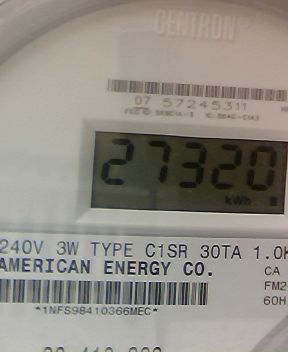 CENTRON®
07 57245311
27320
kWh
240V 3W TYPE C1SR 30TA 1.0K
AMERICAN ENERGY CO.
CA
FM2
60H
*1NFS98410366MEC*